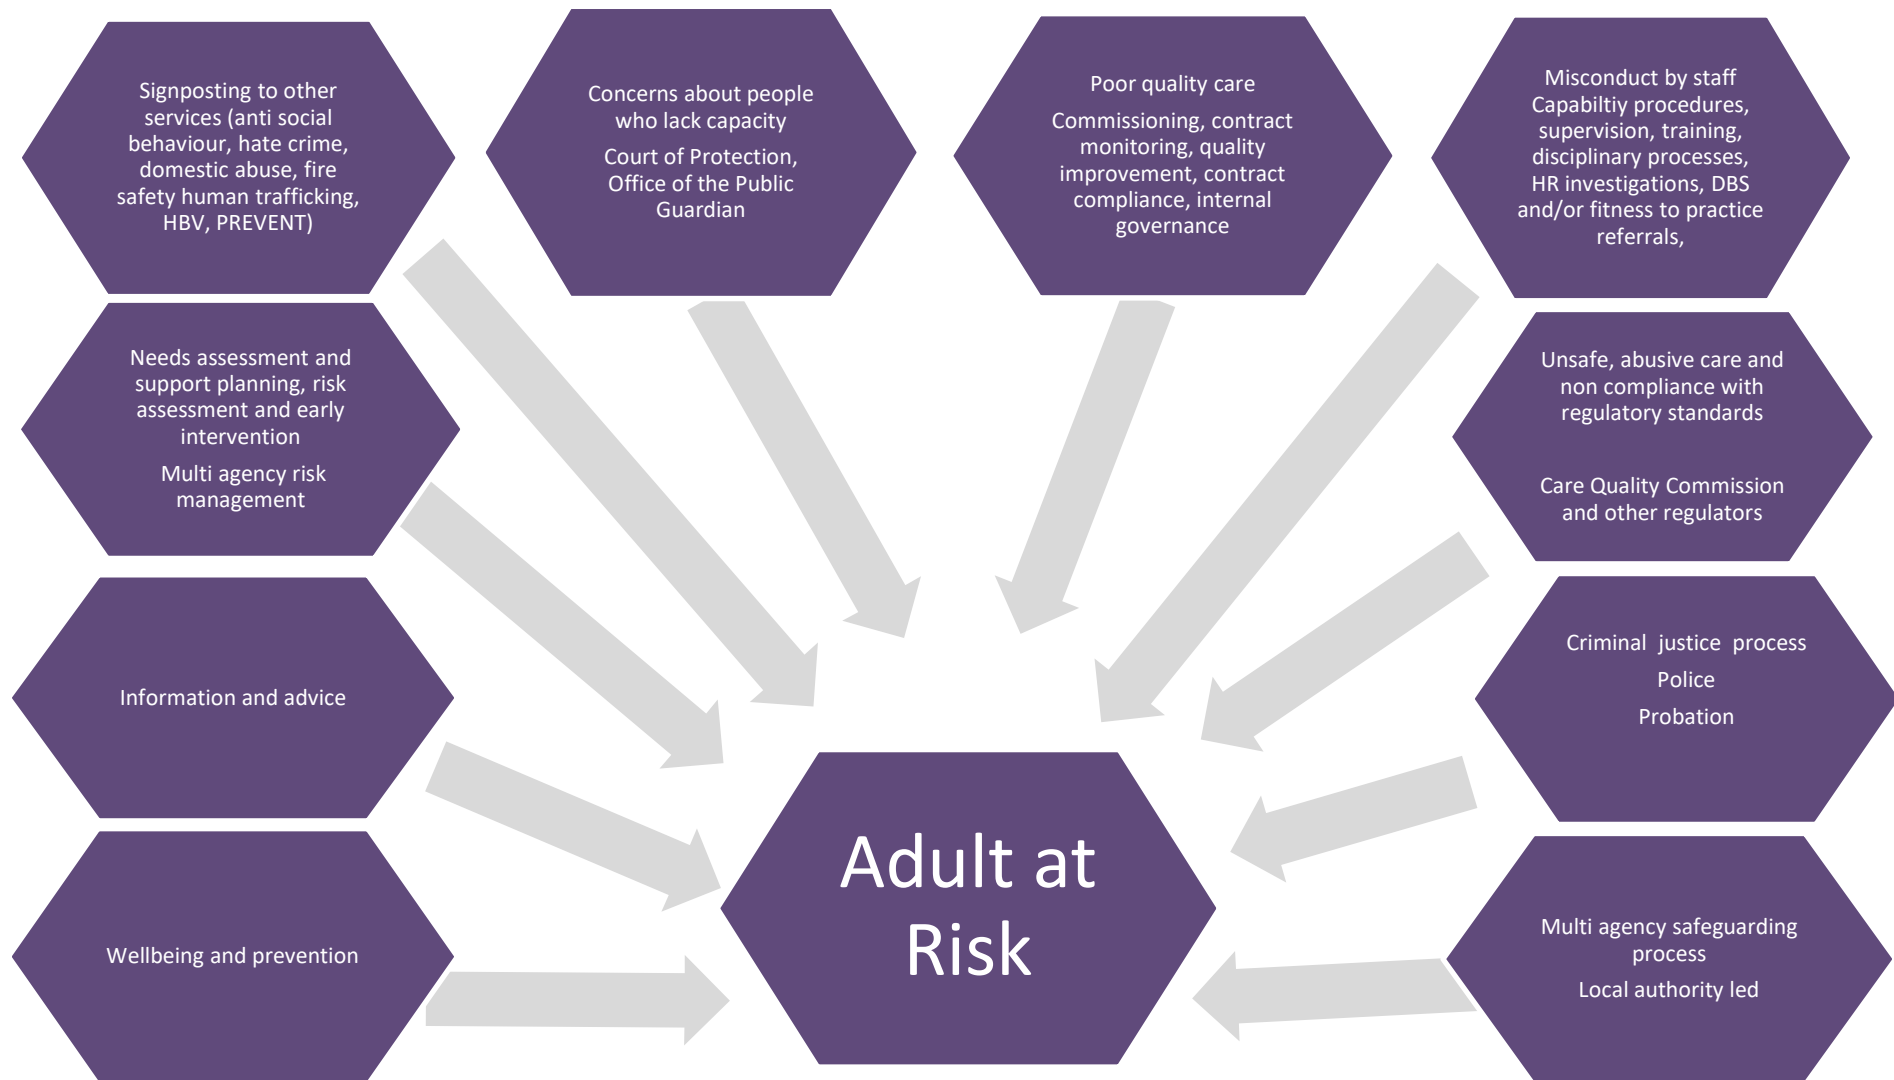 Signposting to other
services (anti social
behaviour, hate crime,
domestic abuse, fire
safety human trafficking,
HBV, PREVENT)
Concerns about people
who lack capacity
Court of Protection,
Office of the Public
Guardian
Poor quality care
Commissioning, contract
monitoring, quality
improvement, contract
compliance, internal
governance
Misconduct by staff
Capabiltiy procedures,
supervision, training,
disciplinary processes,
HR investigations, DBS
and/or fitness to practice
referrals,
Needs assessment and
support planning, risk
assessment and early
intervention
Multi agency risk
management
Unsafe, abusive care and
non compliance with
regulatory standards
Care Quality Commission
and other regulators
Information and advice
Criminal justice process
Police
Probation
Wellbeing and prevention
Adult at
Risk
Multi agency safeguarding
process
Local authority led